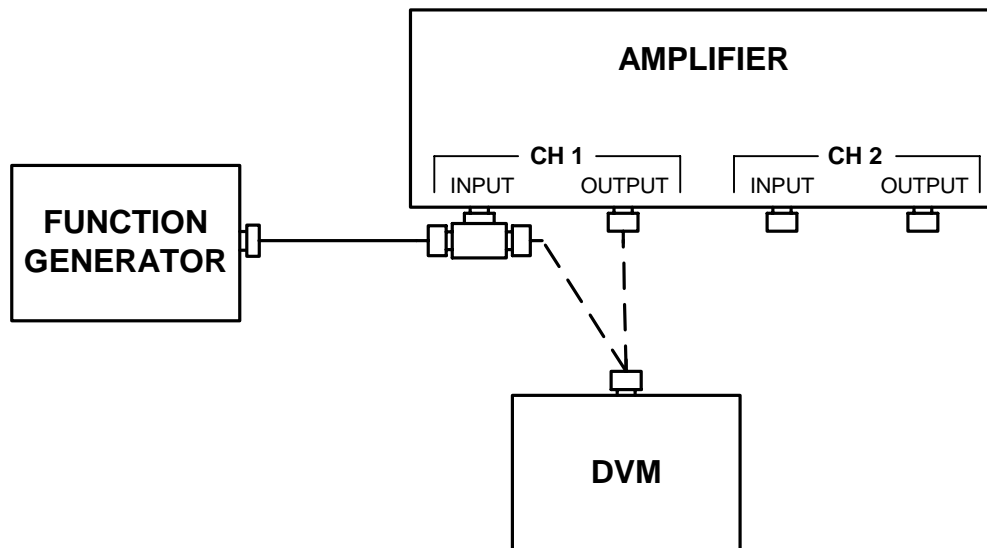 AMPLIFIER
CH 1
CH 2
INPUT
OUTPUT
INPUT
OUTPUT
FUNCTION
GENERATOR
DVM